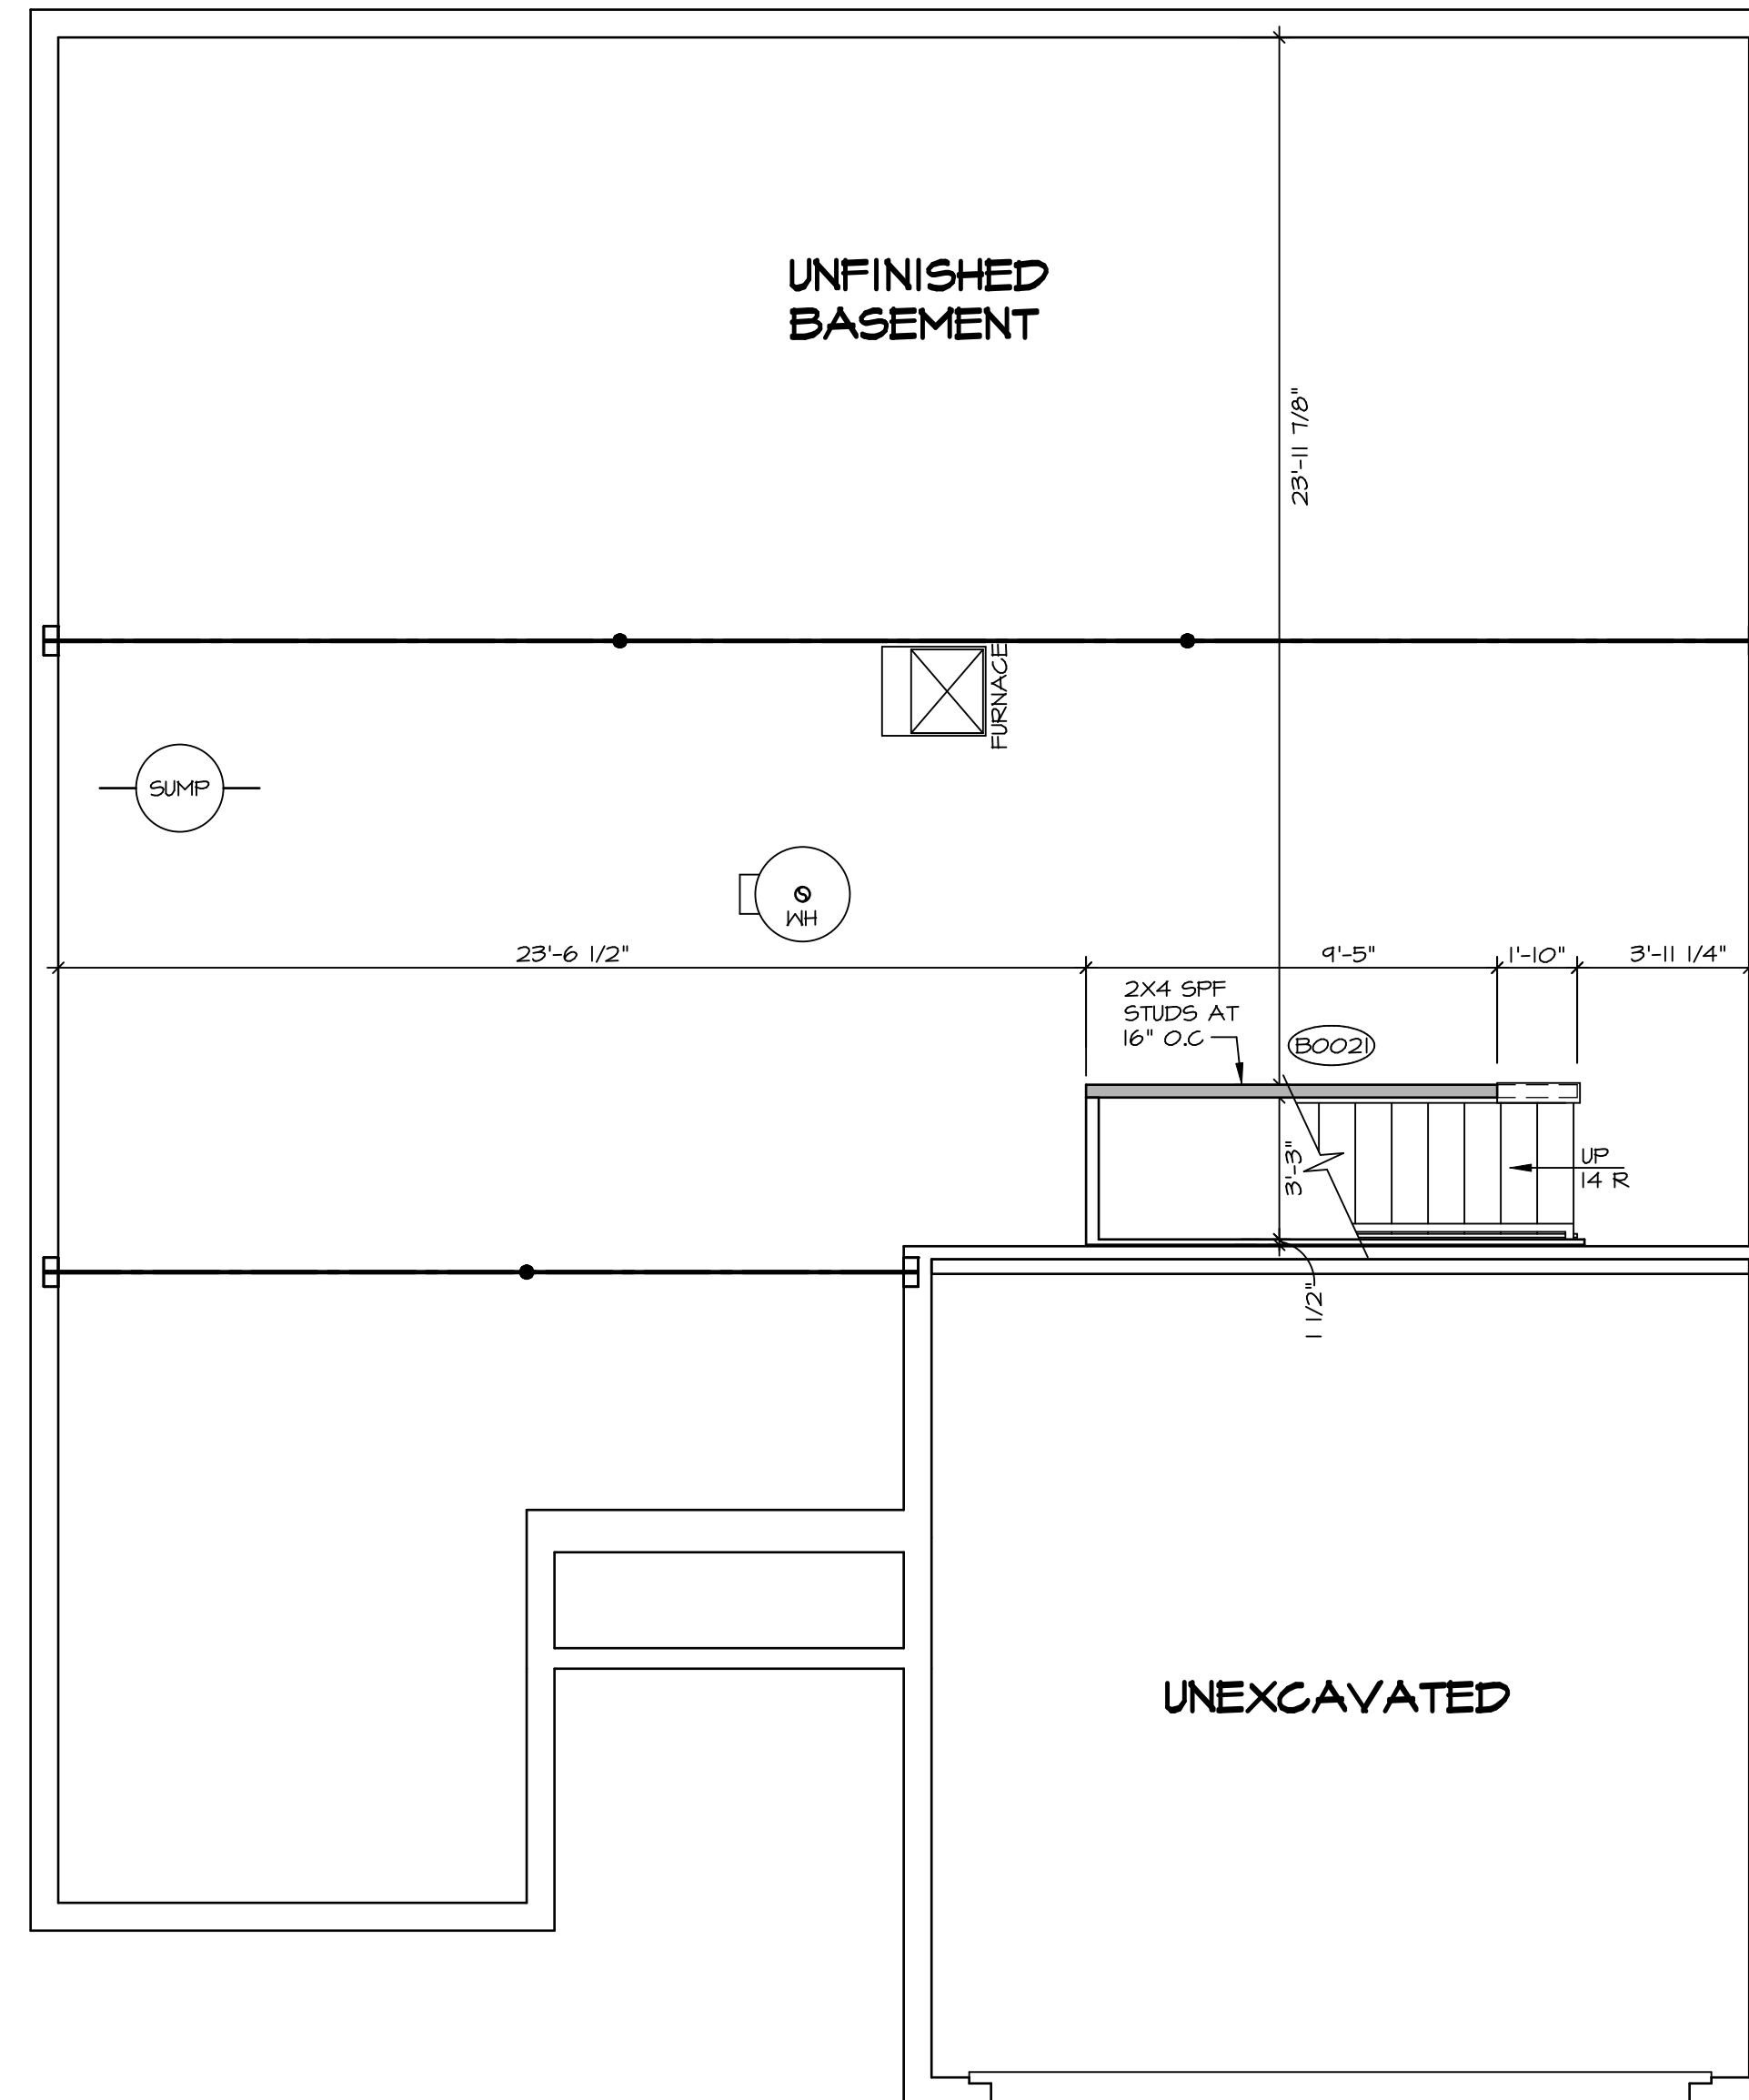 UNFINISHED
BASEMENT
23'-11 7/8"
FURNACE
SUMP
WH
23'-6 1/2"
9'-5"
1'-10"
3'-11 1/4"
2X4 SPF
STUDS AT
16" O.C
B0021
3'-3"
UP
14 R
1 1/2"
UNEXCAVATED